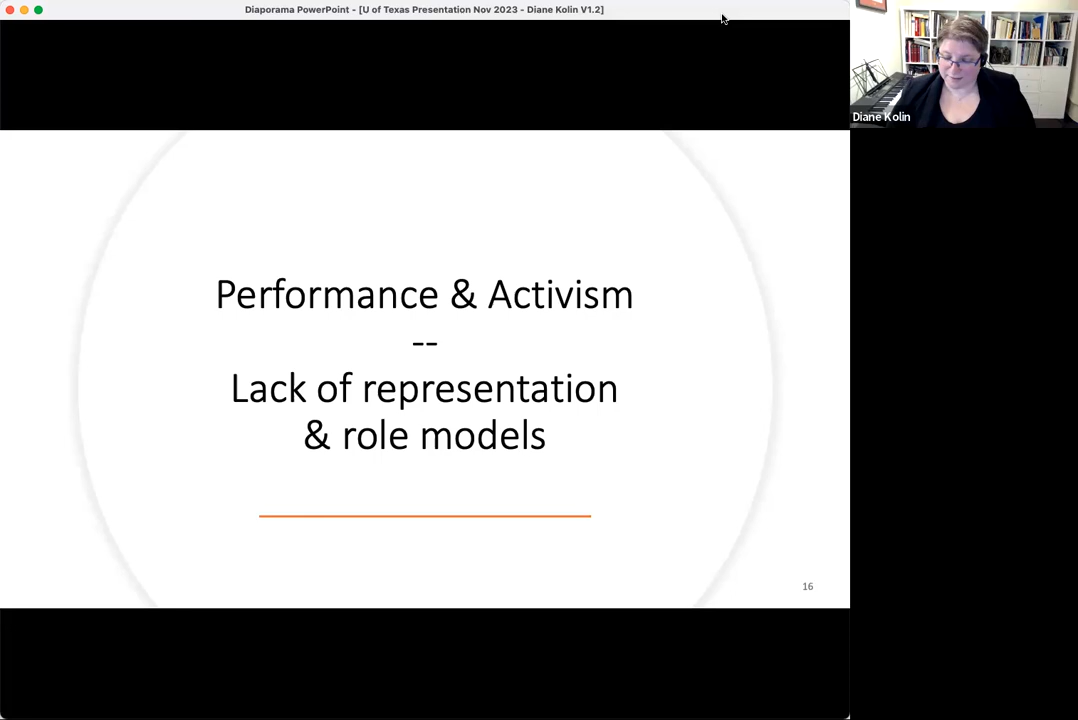 Diaporama PowerPoint - [U of Texas Presentation Nov 2023 - Diane Kolin V1.2]
Diane Kolin
Performance & Activism
--
Lack of representation
& role models
16